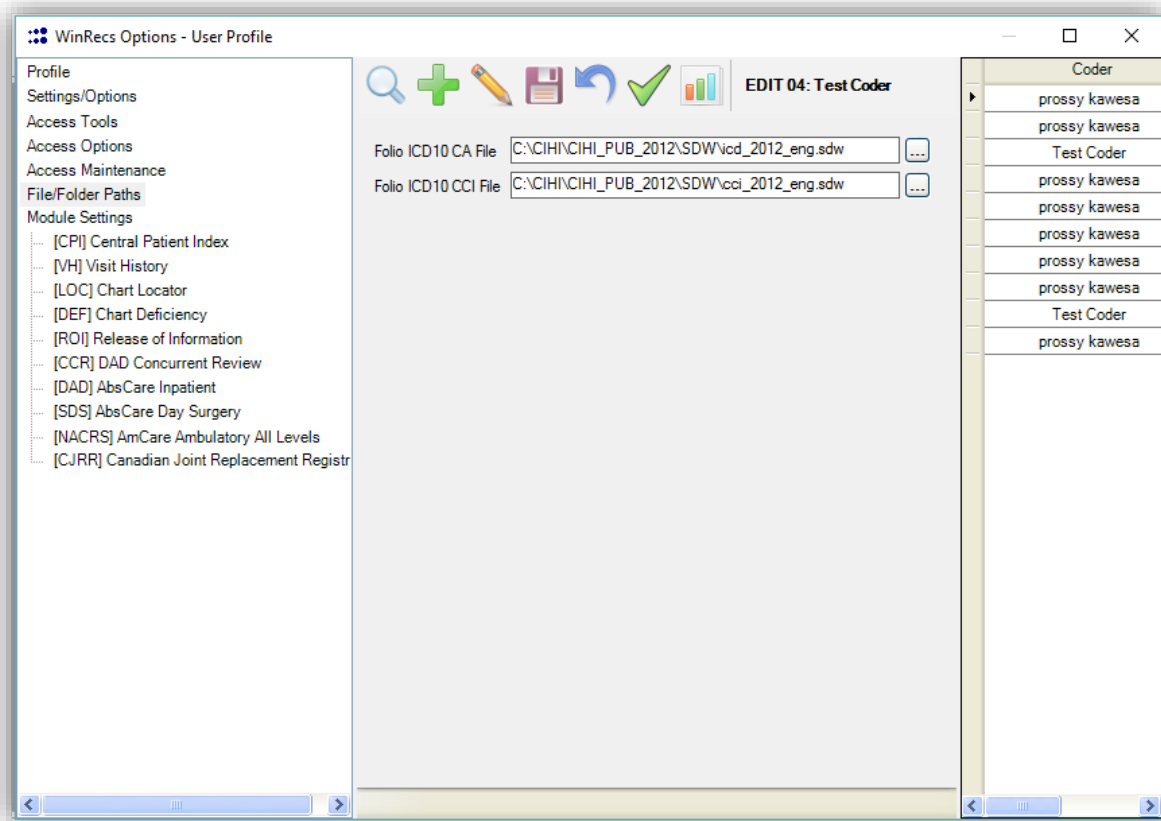 WinRecs Options - User Profile
Profile
Settings/Options
Access Tools
Access Options
Access Maintenance
File/Folder Paths
Module Settings
[CPI] Central Patient Index
[VH] Visit History
[LOC] Chart Locator
[DEF] Chart Deficiency
[ROI] Release of Information
[CCR] DAD Concurrent Review
[DAD] AbsCare Inpatient
[SDS] AbsCare Day Surgery
[NACRS] AmCare Ambulatory All Levels
[CJRR] Canadian Joint Replacement Registr
EDIT 04: Test Coder
Folio ICD10 CA File C:\CIHI\CIHI_PUB_2012\SDW\icd_2012_eng.sdw ...
Folio ICD10 CCI File C:\CIHI\CIHI_PUB_2012\SDW\cci_2012_eng.sdw ...
Coder
prossy kawesa
prossy kawesa
Test Coder
prossy kawesa
prossy kawesa
prossy kawesa
prossy kawesa
prossy kawesa
Test Coder
prossy kawesa